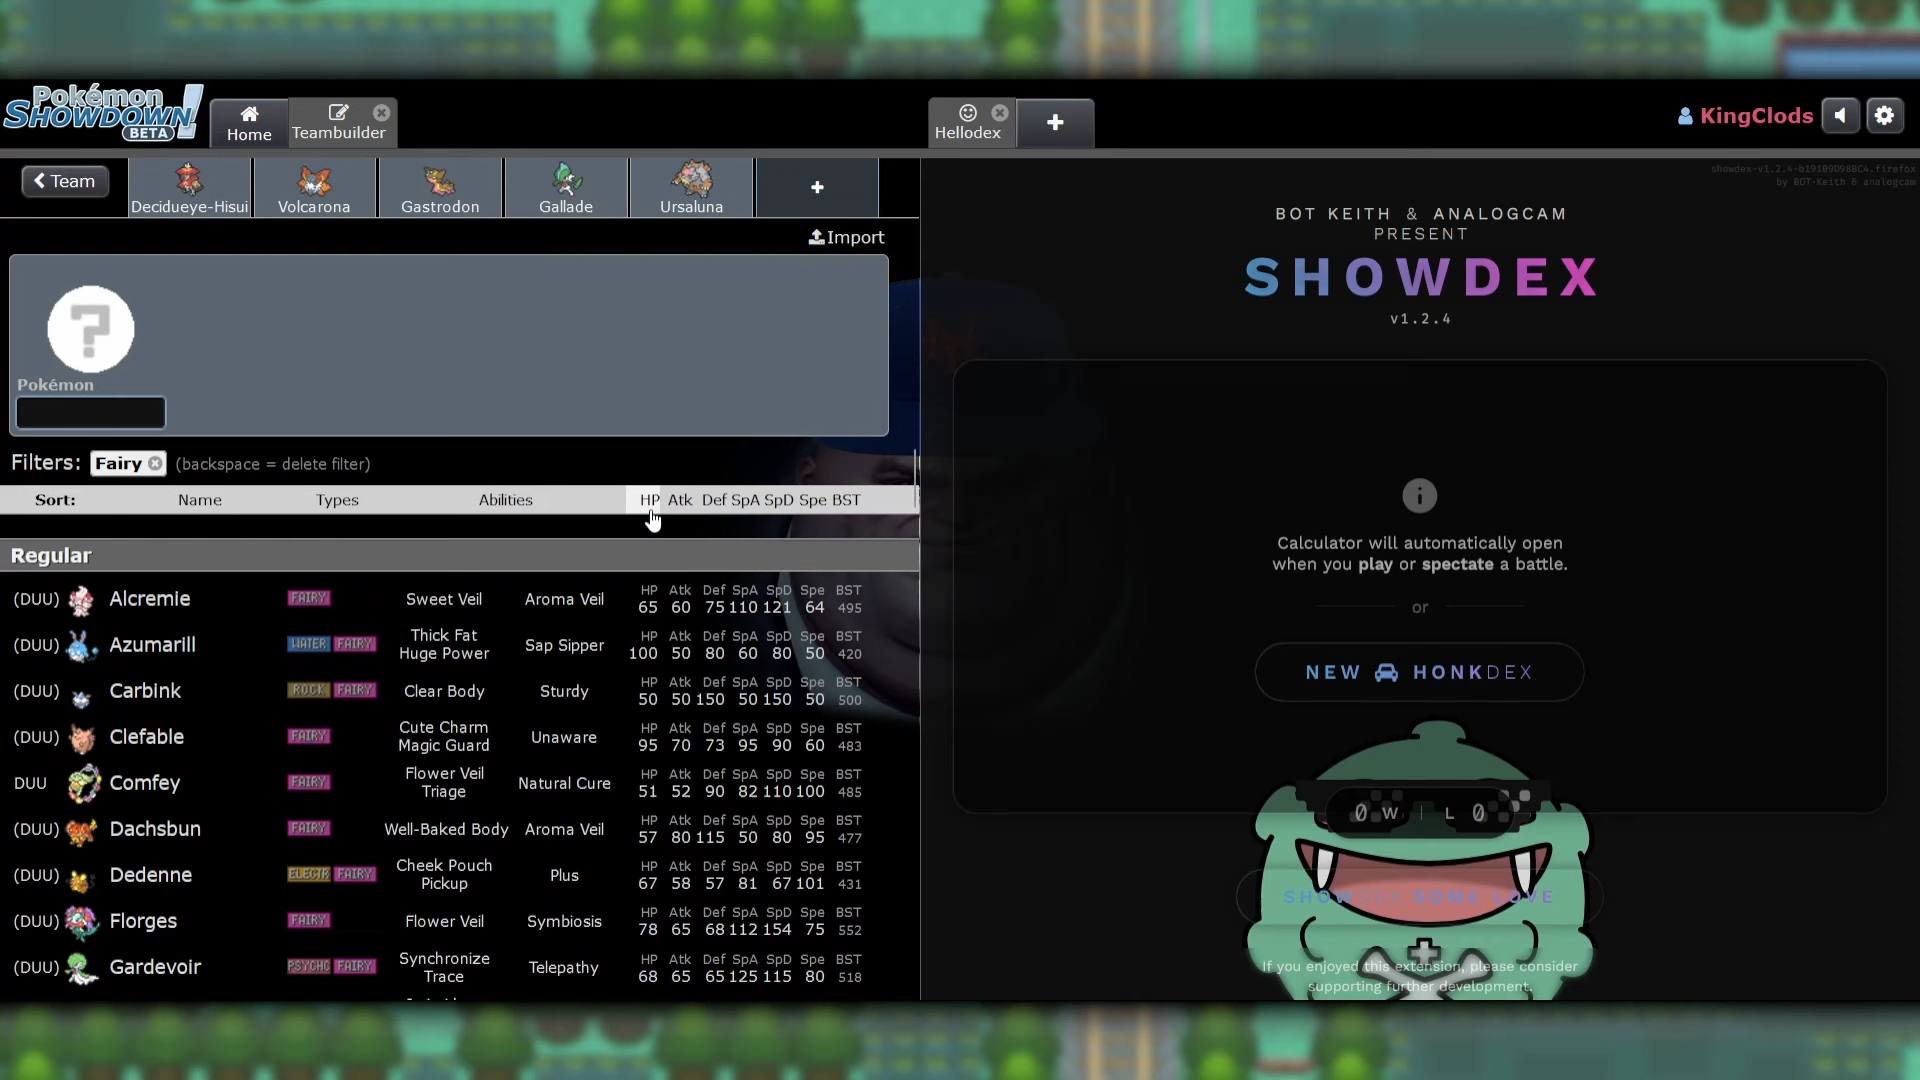 Pokémon
SHOWDOWN!
BETA
Home
Teambuilder
Hellodex
KingClods
Team
Decidueye-Hisui
Volcarona
Gastrodon
Gallade
Ursaluna
Import
Pokémon
Filters: Fairy (backspace = delete filter)
Sort: Name Types Abilities HP Atk Def SpA SpD Spe BST
Regular
(DUU) Alcremie FAIRY Sweet Veil Aroma Veil HP 65 Atk 60 Def 75 SpA 110 SpD 121 Spe 64 BST 495
(DUU) Azumarill WATER FAIRY Thick Fat Huge Power Sap Sipper HP 100 Atk 50 Def 80 SpA 60 SpD 80 Spe 50 BST 420
(DUU) Carbink ROCK FAIRY Clear Body Sturdy HP 50 Atk 50 Def 150 SpA 50 SpD 150 Spe 50 BST 500
(DUU) Clefable FAIRY Cute Charm Magic Guard Unaware HP 95 Atk 70 Def 73 SpA 95 SpD 90 Spe 60 BST 483
DUU Comfey FAIRY Flower Veil Triage Natural Cure HP 51 Atk 52 Def 90 SpA 82 SpD 110 Spe 100 BST 485
(DUU) Dachsbun FAIRY Well-Baked Body Aroma Veil HP 57 Atk 80 Def 115 SpA 50 SpD 80 Spe 95 BST 477
(DUU) Dedenne ELECTR FAIRY Cheek Pouch Pickup Plus HP 67 Atk 58 Def 57 SpA 81 SpD 67 Spe 101 BST 431
(DUU) Florges FAIRY Flower Veil Symbiosis HP 78 Atk 65 Def 68 SpA 112 SpD 154 Spe 75 BST 552
(DUU) Gardevoir PSYCHC FAIRY Synchronize Trace Telepathy HP 68 Atk 65 Def 65 SpA 125 SpD 115 Spe 80 BST 518
by BOT Keith & analogcam
BOT KEITH & ANALOGCAM
PRESENT
SHOWDEX
v1.2.4
Calculator will automatically open
when you play or spectate a battle.
or
NEW HONKDEX
0 W | L 0
SHOWDEX SOME LOVE
If you enjoyed this extension, please consider
supporting further development.